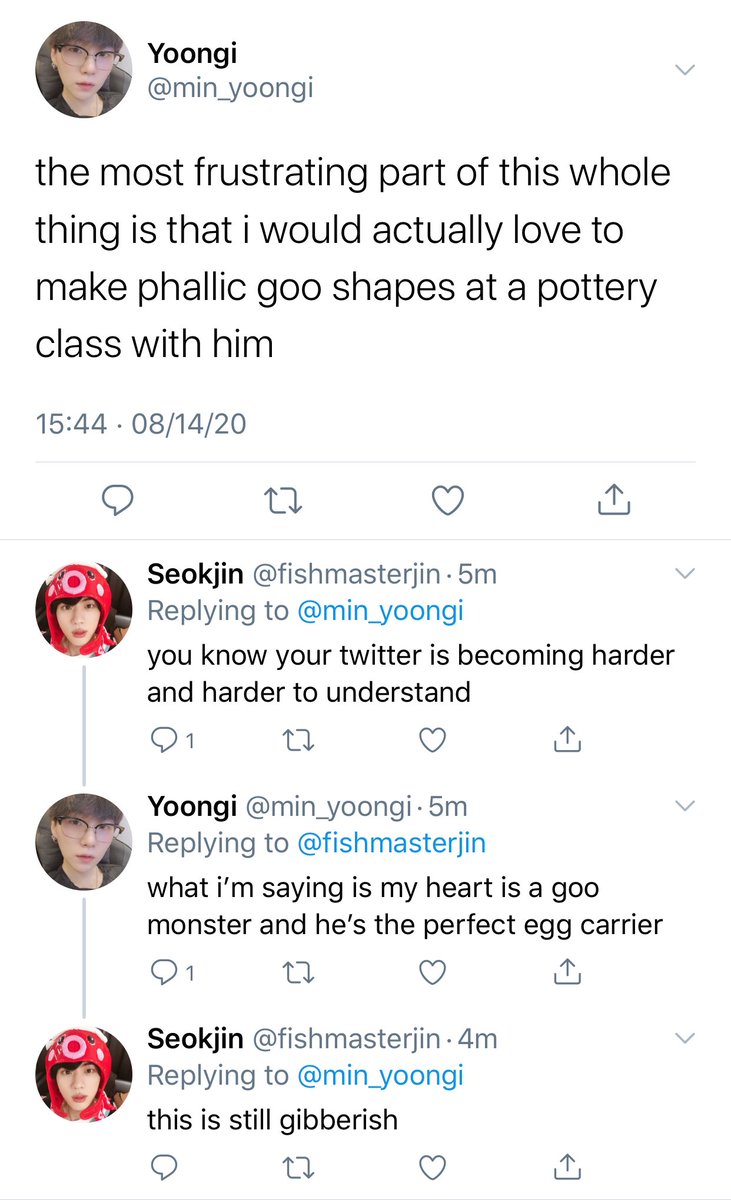 Yoongi
@min_yoongi
the most frustrating part of this whole
thing is that i would actually love to
make phallic goo shapes at a pottery
class with him
15:44 · 08/14/20
Seokjin @fishmasterjin · 5m
Replying to @min_yoongi
you know your twitter is becoming harder
and harder to understand
1
Yoongi @min_yoongi · 5m
Replying to @fishmasterjin
what i’m saying is my heart is a goo
monster and he’s the perfect egg carrier
1
Seokjin @fishmasterjin · 4m
Replying to @min_yoongi
this is still gibberish